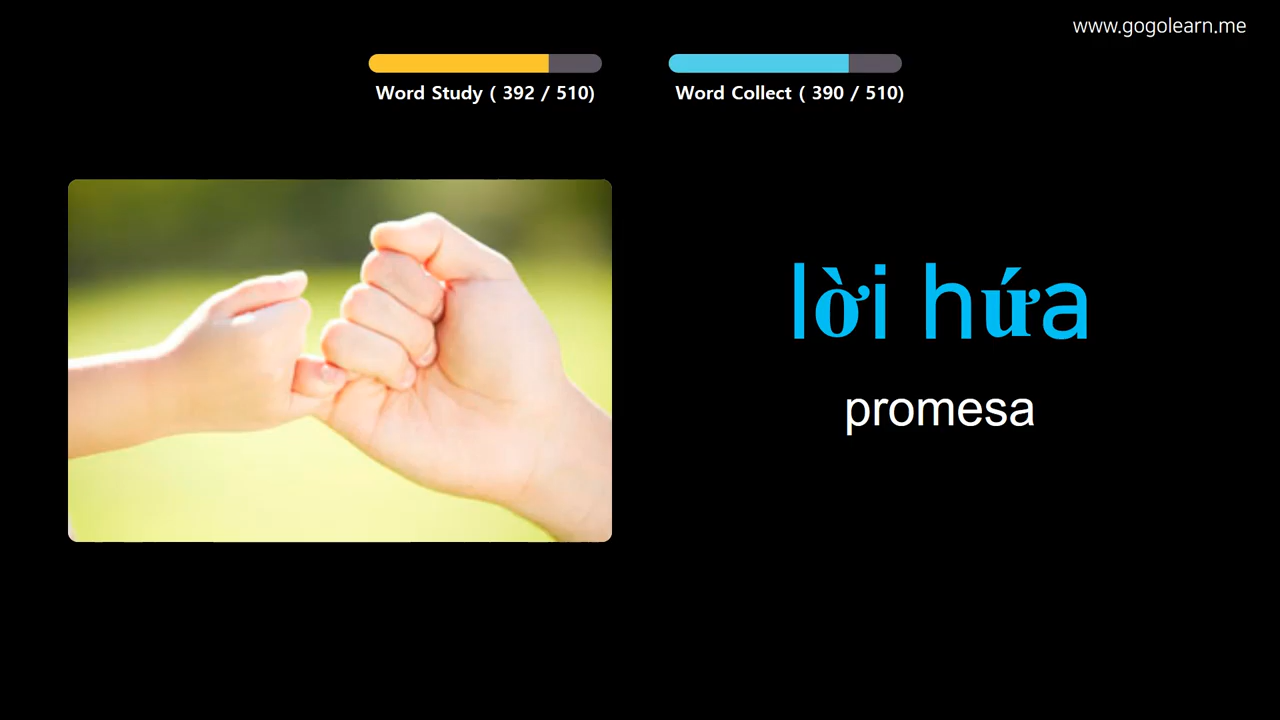 www.gogolearn.me
Word Study ( 392 / 510)
Word Collect ( 390 / 510)
lời hứa
promesa